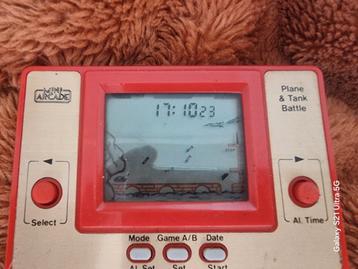 MINI
ARCADE
17:10 23
Plane
& Tank
Battle
Select
Al. Time
Mode
Game A/B
Date
Al. Set
Set
Start
Galaxy S21 Ultra 5G